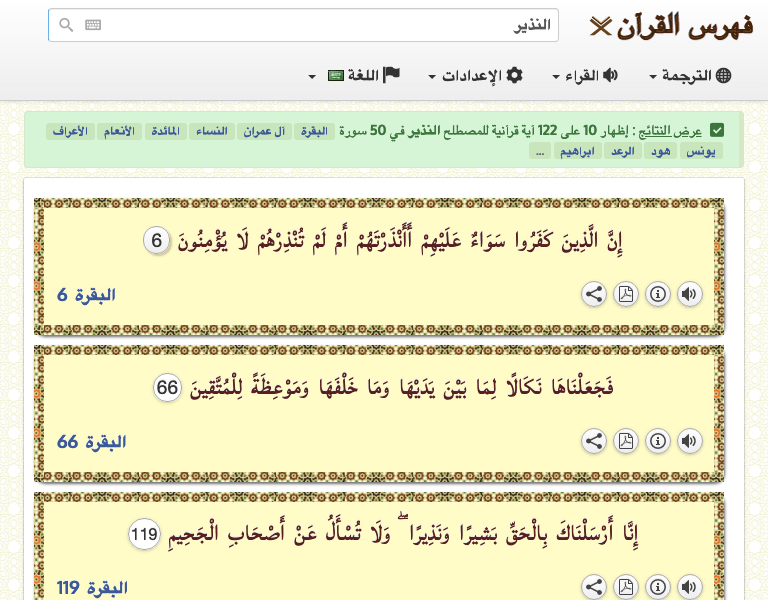 فهرس القرآن
النذير
الترجمة القراء الإعدادات اللغة
عرض النتائج : إظهار 10 على 122 آية قرآنية للمصطلح النذير في 50 سورة البقرة آل عمران النساء المائدة الأنعام الأعراف
يونس هود الرعد ابراهيم ...
إِنَّ الَّذِينَ كَفَرُوا سَوَاءٌ عَلَيْهِمْ أَأَنْذَرْتَهُمْ أَمْ لَمْ تُنْذِرْهُمْ لَا يُؤْمِنُونَ 6
البقرة 6
فَجَعَلْنَاهَا نَكَالًا لِمَا بَيْنَ يَدَيْهَا وَمَا خَلْفَهَا وَمَوْعِظَةً لِلْمُتَّقِينَ 66
البقرة 66
إِنَّا أَرْسَلْنَاكَ بِالْحَقِّ بَشِيرًا وَنَذِيرًا ۖ وَلَا تُسْأَلُ عَنْ أَصْحَابِ الْجَحِيمِ 119
البقرة 119